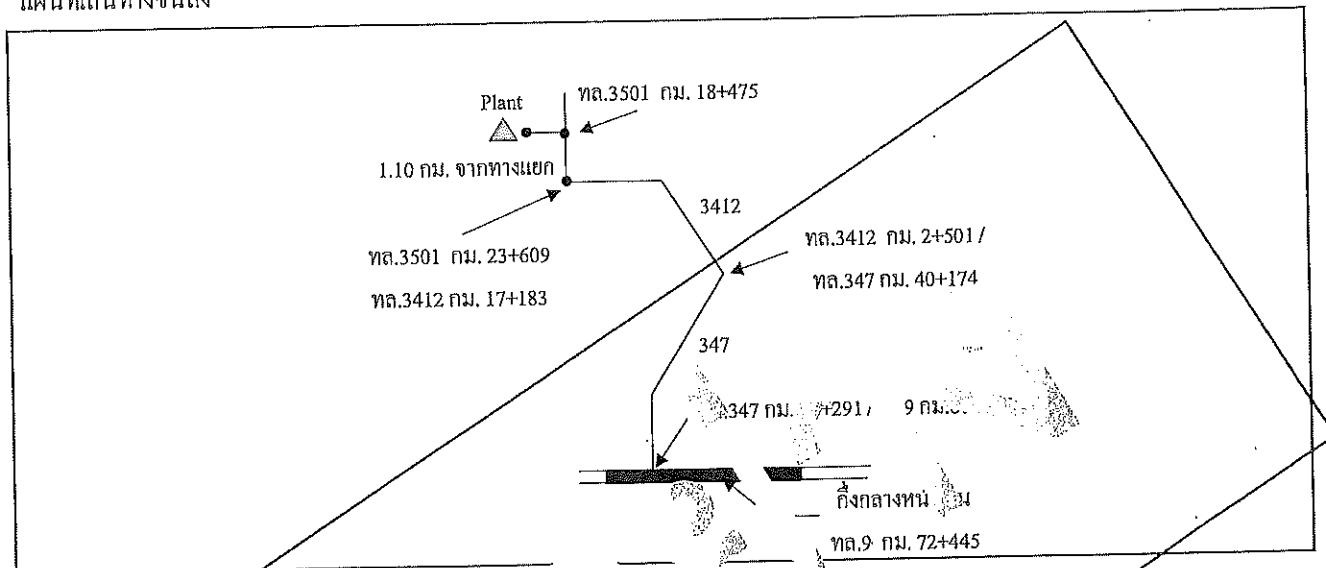 แผนที่เส้นทางขนส่ง
Plant
ทล.3501 กม. 18+475
1.10 กม. จากทางแยก
3412
ทล.3501 กม. 23+609
ทล.3412 กม. 17+183
ทล.3412 กม. 2+501/
ทล.347 กม. 40+174
347
347 กม. +291/ 9 กม.
กึ่งกลางหน่
ทล.9 กม. 72+445